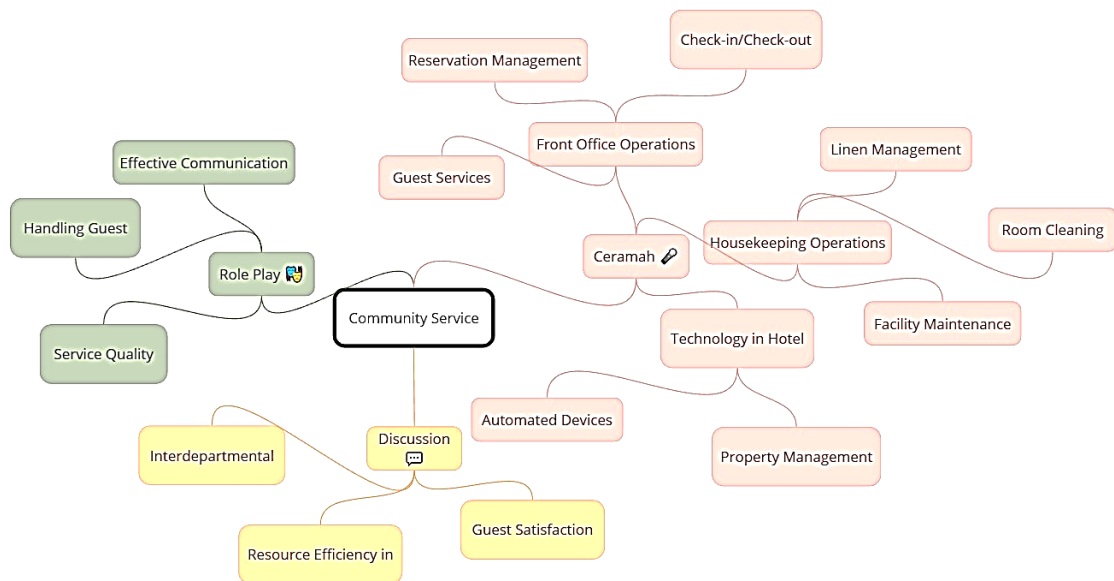 Check-in/Check-out
Reservation Management
Front Office Operations
Linen Management
Effective Communication
Guest Services
Handling Guest
Room Cleaning
Housekeeping Operations
Ceramah
Role Play
Community Service
Facility Maintenance
Technology in Hotel
Service Quality
Automated Devices
Discussion
Interdepartmental
Property Management
Guest Satisfaction
Resource Efficiency in